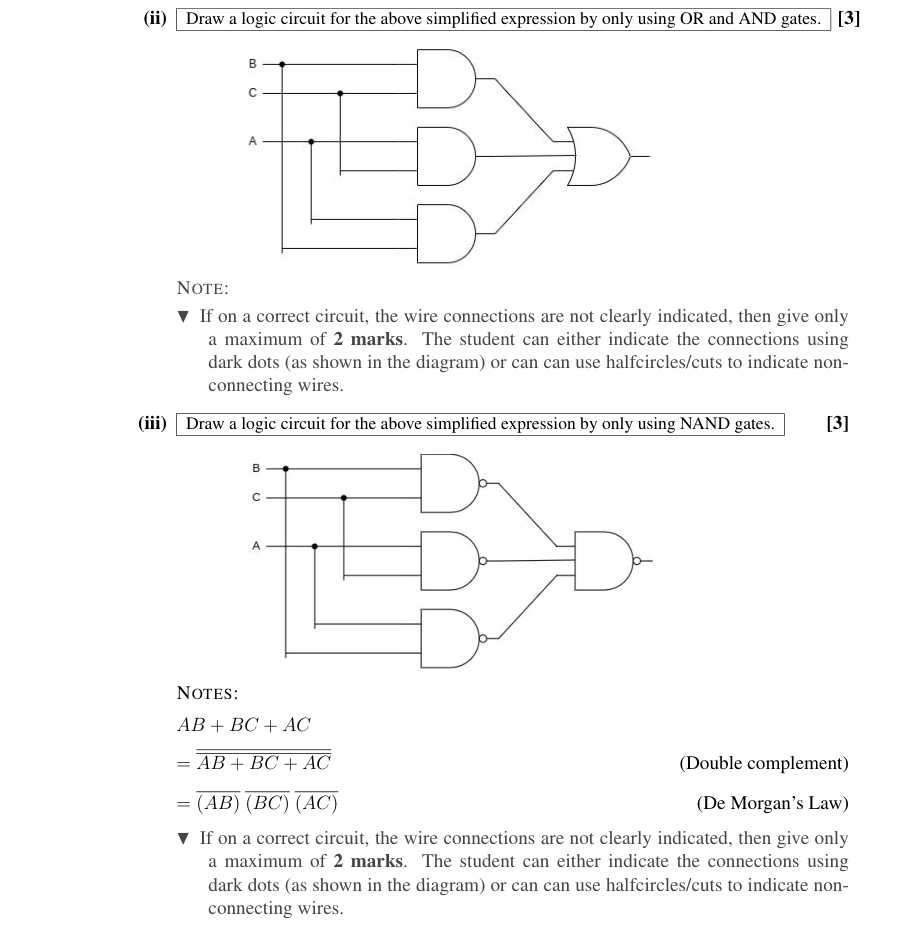 (ii) Draw a logic circuit for the above simplified expression by only using OR and AND gates. [3]
B
C
A
NOTE:
▼ If on a correct circuit, the wire connections are not clearly indicated, then give only
a maximum of 2 marks. The student can either indicate the connections using
dark dots (as shown in the diagram) or can can use halfcircles/cuts to indicate non-
connecting wires.
(iii) Draw a logic circuit for the above simplified expression by only using NAND gates. [3]
B
C
A
NOTES:
$AB + BC + AC$
$= \overline{\overline{AB + BC + AC}}$ (Double complement)
$= \overline{(AB)}\ \overline{(BC)}\ \overline{(AC)}$ (De Morgan's Law)
▼ If on a correct circuit, the wire connections are not clearly indicated, then give only
a maximum of 2 marks. The student can either indicate the connections using
dark dots (as shown in the diagram) or can can use halfcircles/cuts to indicate non-
connecting wires.